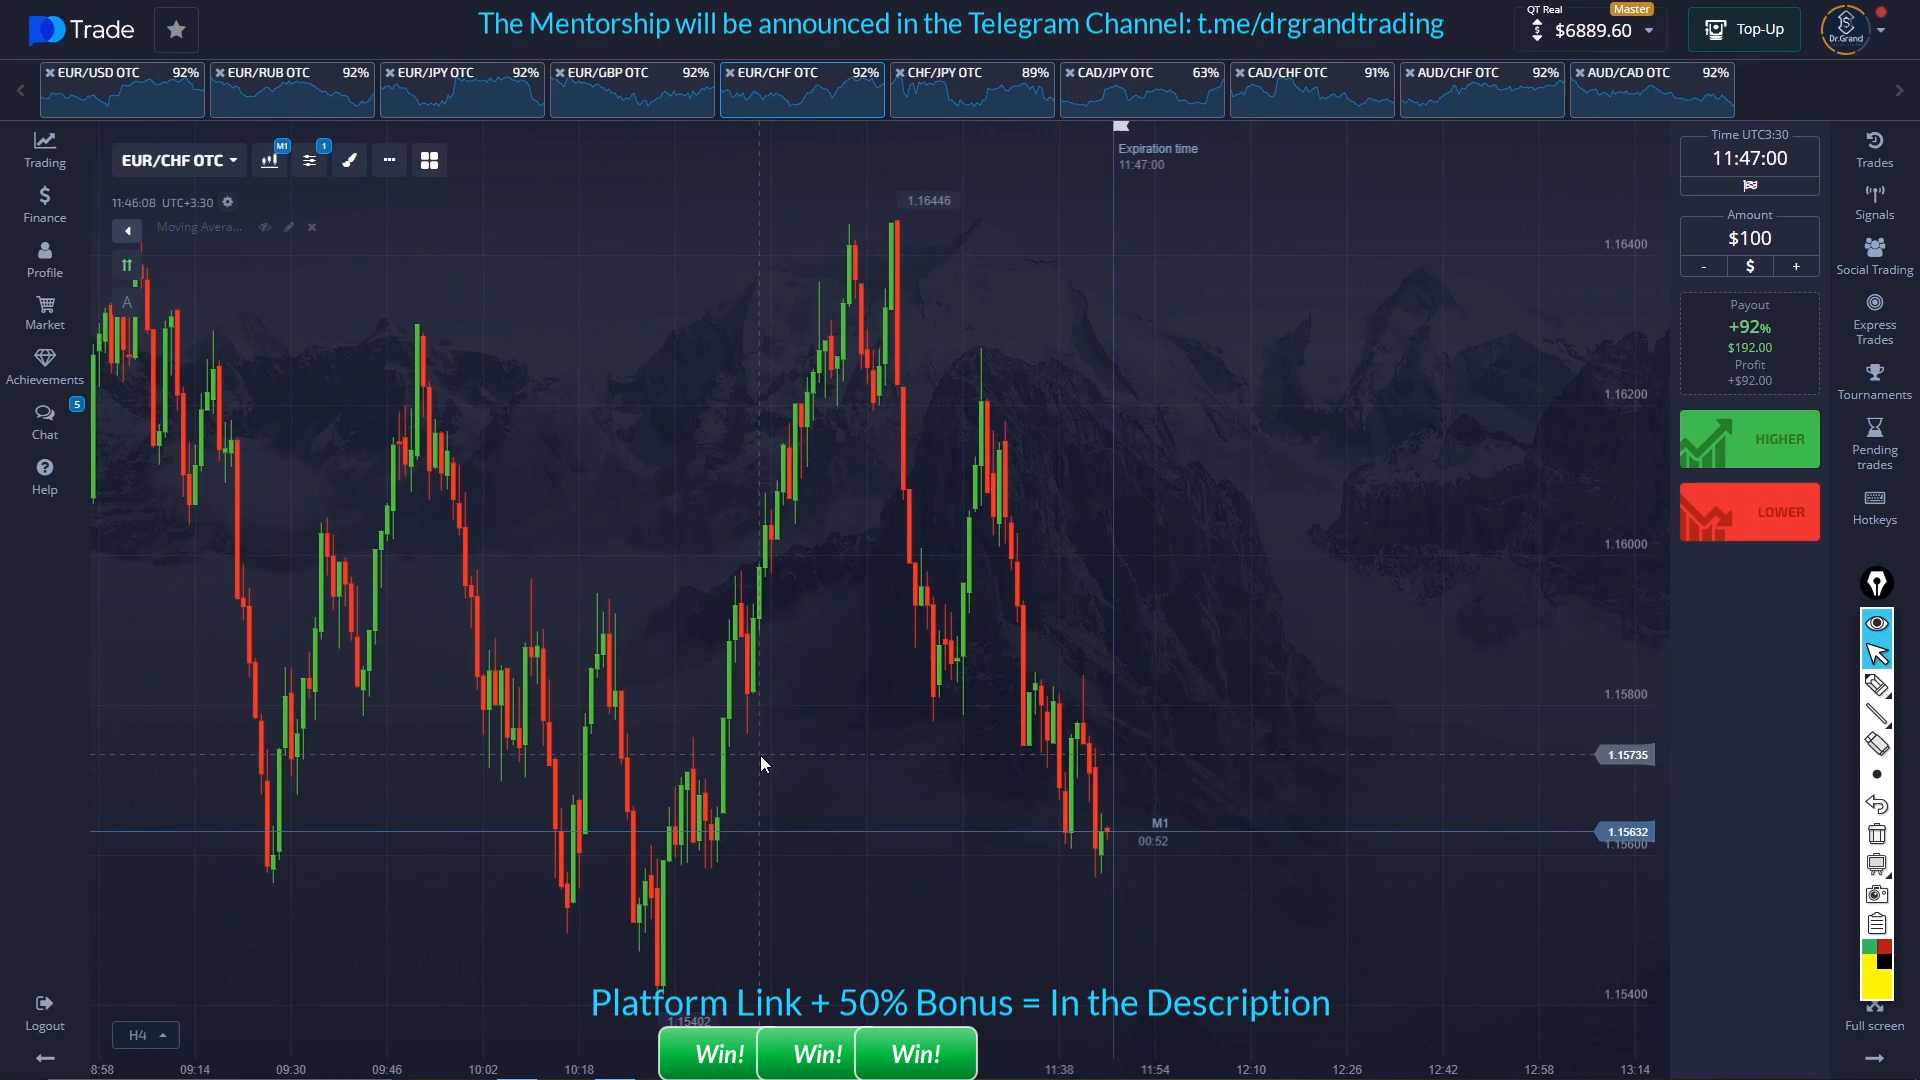 Trade
The Mentorship will be announced in the Telegram Channel: t.me/drgrandtrading
QT Real
Master
$6889.60
Top-Up
Dr.Grand
EUR/USD OTC 92%
EUR/RUB OTC 92%
EUR/JPY OTC 92%
EUR/GBP OTC 92%
EUR/CHF OTC 92%
CHF/JPY OTC 89%
CAD/JPY OTC 63%
CAD/CHF OTC 91%
AUD/CHF OTC 92%
AUD/CAD OTC 92%
Trading
Finance
Profile
Market
Achievements
5
Chat
Help
Logout
EUR/CHF OTC
M1
1
11:46:08 UTC+3:30
Moving Avera...
A
Expiration time
11:47:00
1.16446
1.16400
1.16200
1.16000
1.15800
1.15735
1.15632
1.15600
1.15400
M1
00:52
Time UTC3:30
11:47:00
Amount
$100
- $ +
Payout
+92%
$192.00
Profit
+$92.00
HIGHER
LOWER
Trades
Signals
Social Trading
Express
Trades
Tournaments
Pending
trades
Hotkeys
Full screen
Platform Link + 50% Bonus = In the Description
1.15402
H4
Win!
Win!
Win!
8:58
09:14
09:30
09:46
10:02
10:18
11:38
11:54
12:10
12:26
12:42
12:58
13:14